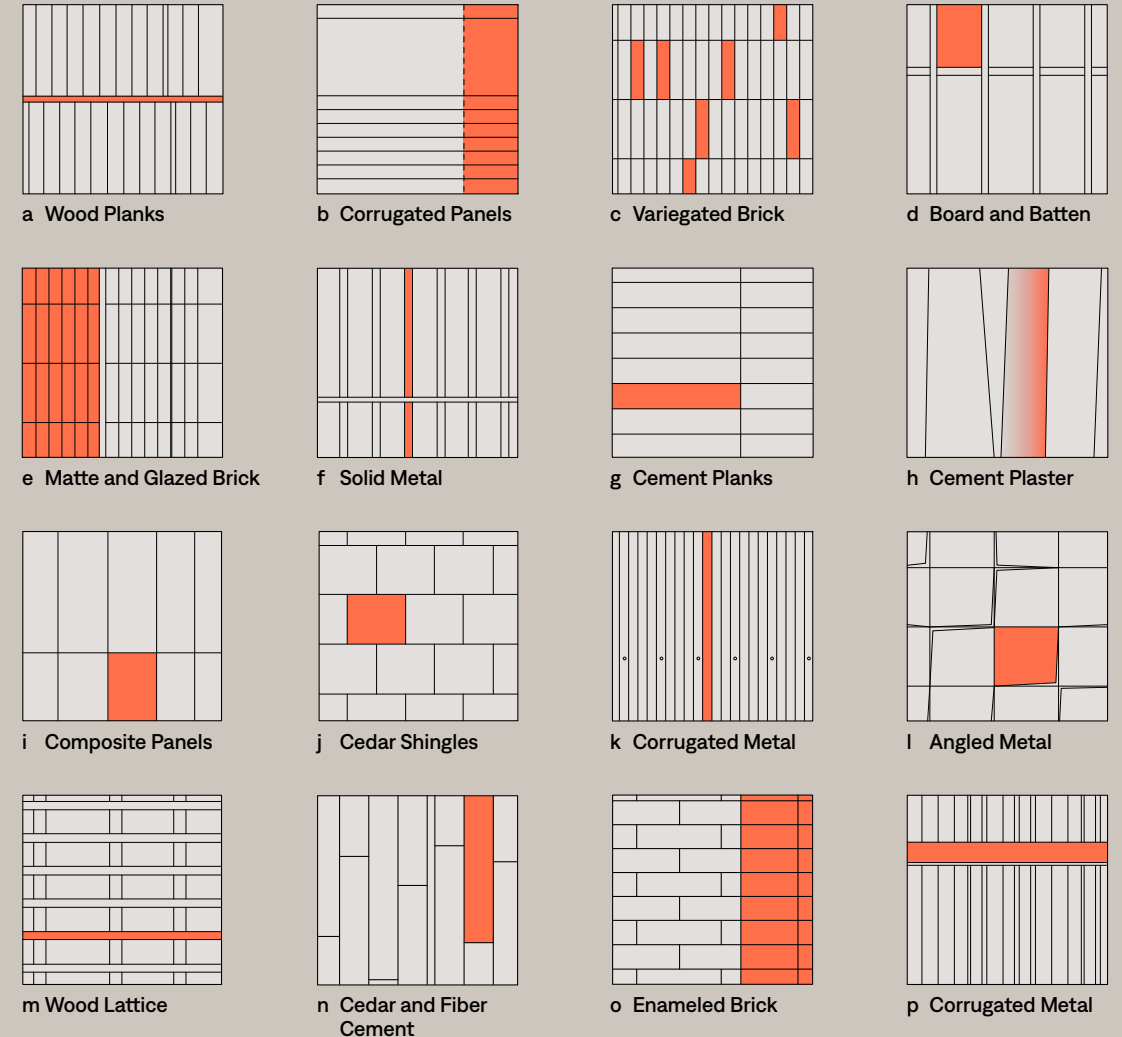 a Wood Planks
b Corrugated Panels
c Variegated Brick
d Board and Batten
e Matte and Glazed Brick
f Solid Metal
g Cement Planks
h Cement Plaster
i Composite Panels
j Cedar Shingles
k Corrugated Metal
l Angled Metal
m Wood Lattice
n Cedar and Fiber
Cement
o Enameled Brick
p Corrugated Metal